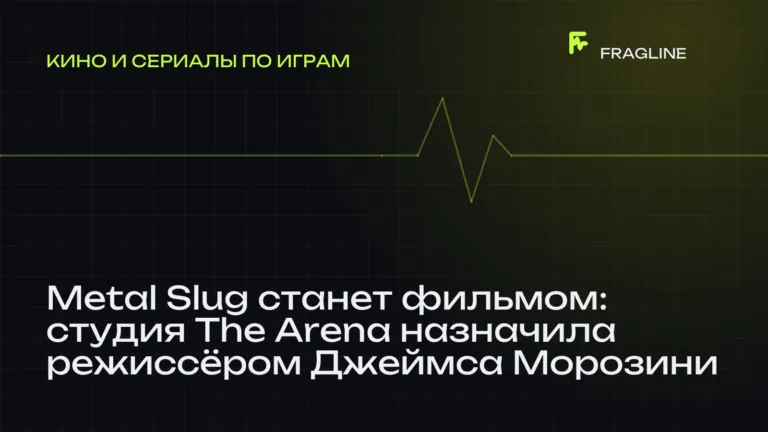 КИНО И СЕРИАЛЫ ПО ИГРАМ
FRAGLINE
Metal Slug станет фильмом:
студия The Arena назначила
режиссёром Джеймса Морозини